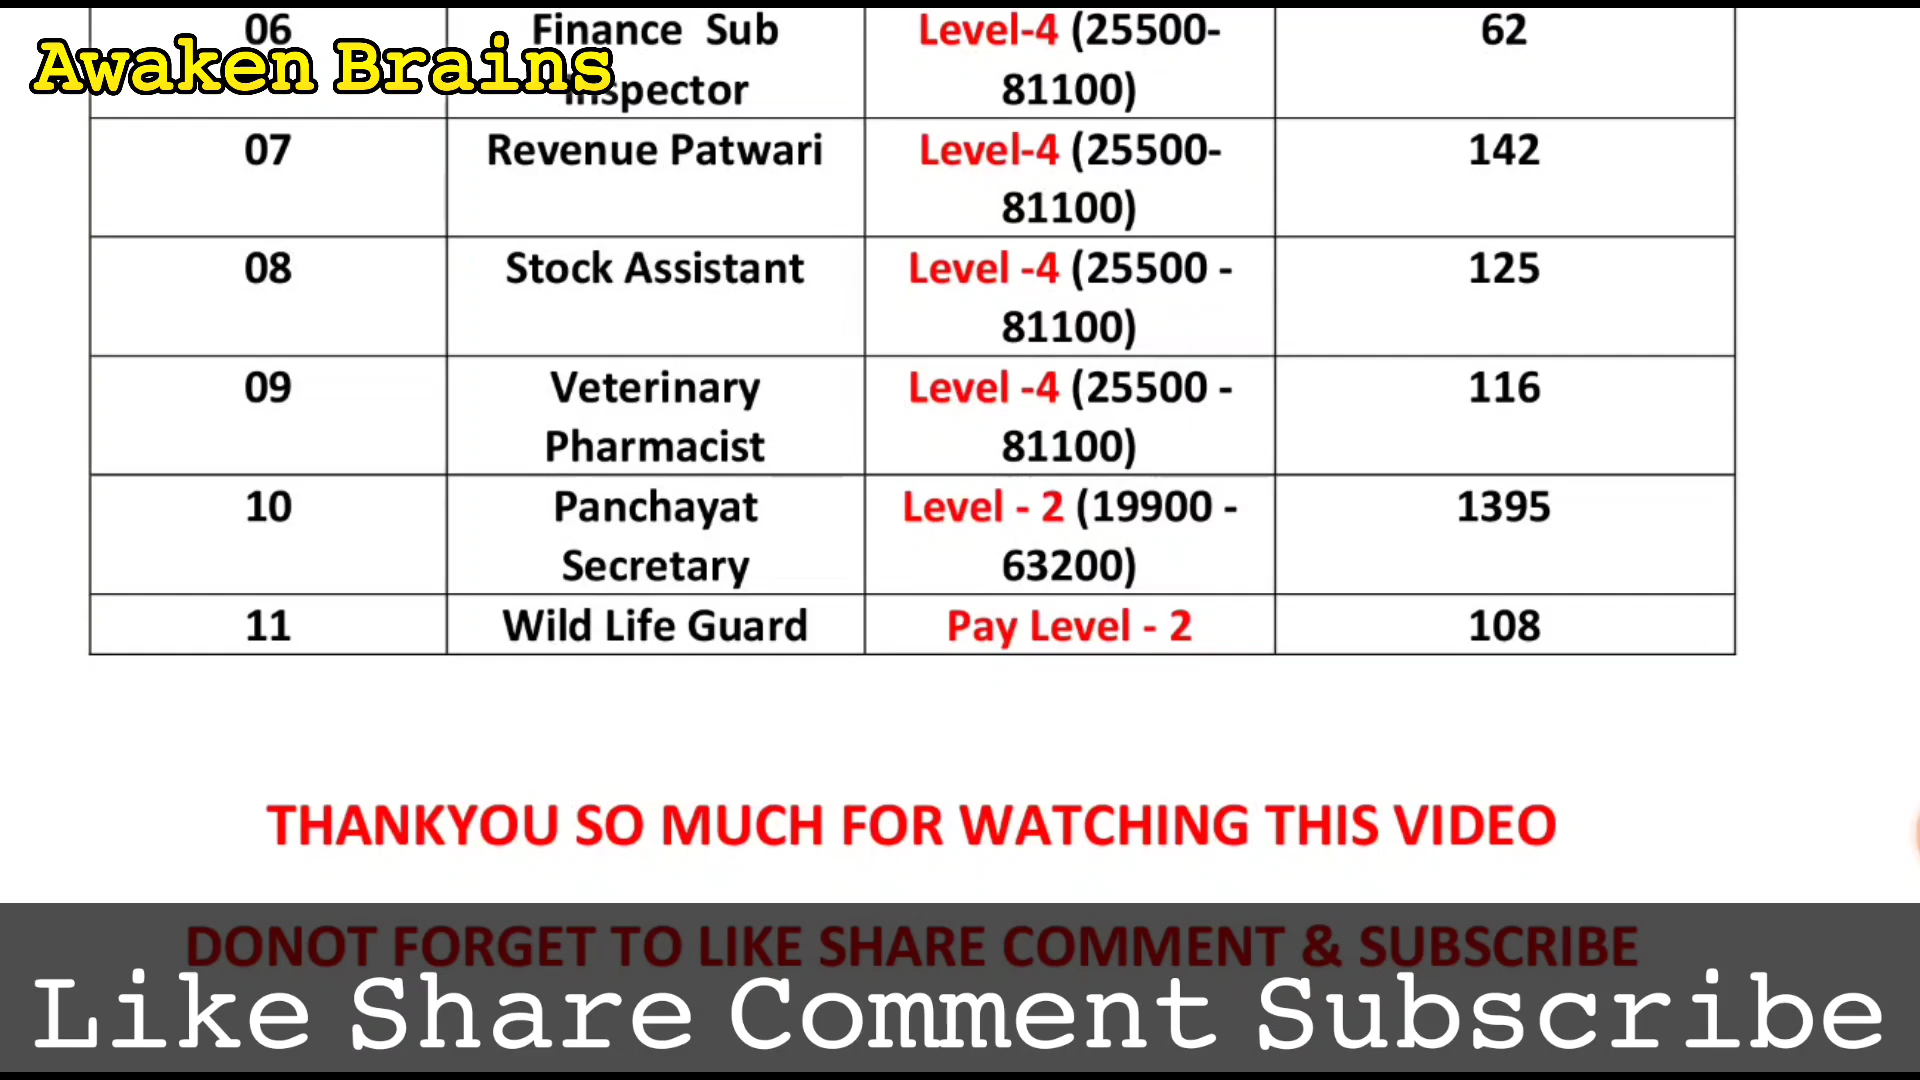 06 Finance Sub Level-4 (25500- 62
Awaken Brains
Inspector 81100)
07 Revenue Patwari Level-4 (25500- 142
81100)
08 Stock Assistant Level -4 (25500 - 125
81100)
09 Veterinary Level -4 (25500 - 116
Pharmacist 81100)
10 Panchayat Level - 2 (19900 - 1395
Secretary 63200)
11 Wild Life Guard Pay Level - 2 108
THANKYOU SO MUCH FOR WATCHING THIS VIDEO
DONOT FORGET TO LIKE SHARE COMMENT & SUBSCRIBE
Like Share Comment Subscribe